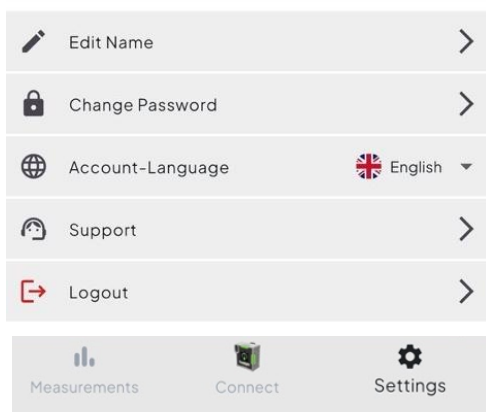 Edit Name
Change Password
Account-Language English
Support
Logout
Measurements Connect Settings